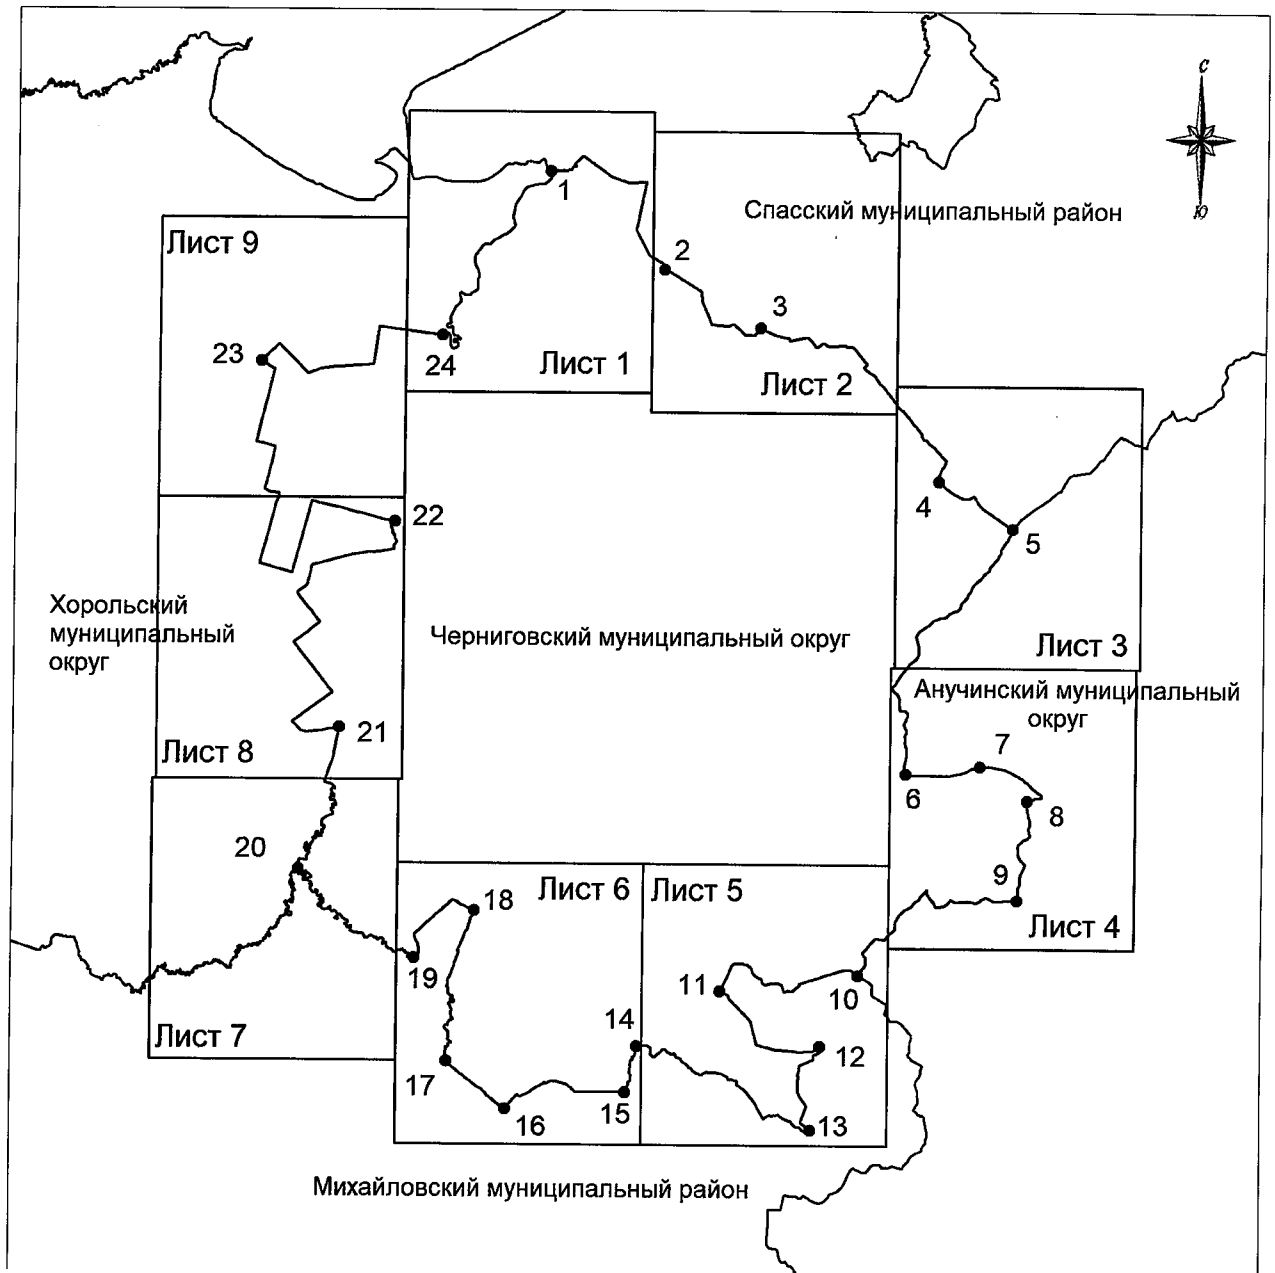 С
Ю
Спасский муниципальный район
Лист 9
1
2
3
23
24
Лист 1
Лист 2
4
22
5
Хорольский
муниципальный
округ
Черниговский муниципальный округ
Лист 3
Анучинский муниципальный
округ
21
Лист 8
7
6
8
20
9
Лист 6
Лист 5
18
Лист 4
19
11
10
14
Лист 7
12
17
15
16
13
Михайловский муниципальный район